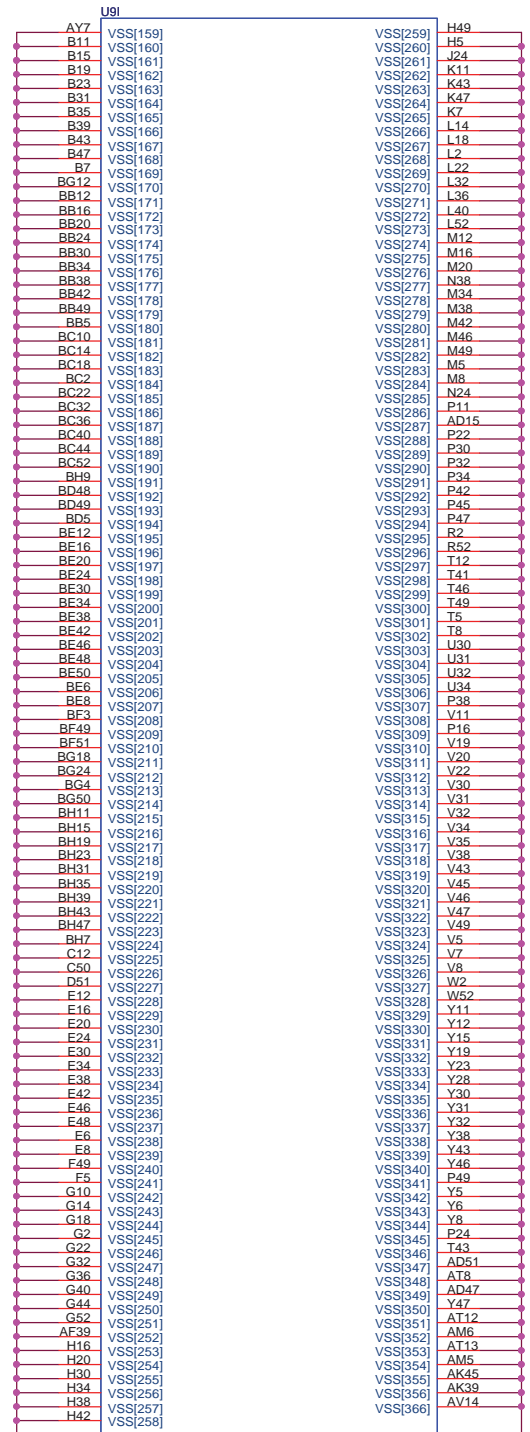 U9I
AY7 VSS[159] VSS[259] H49
B11 VSS[160] VSS[260] H5
B15 VSS[161] VSS[261] J24
B19 VSS[162] VSS[262] K11
B23 VSS[163] VSS[263] K43
B31 VSS[164] VSS[264] K47
B35 VSS[165] VSS[265] K7
B39 VSS[166] VSS[266] L14
B43 VSS[167] VSS[267] L18
B47 VSS[168] VSS[268] L2
B7 VSS[169] VSS[269] L22
BG12 VSS[170] VSS[270] L32
BB12 VSS[171] VSS[271] L36
BB16 VSS[172] VSS[272] L40
BB20 VSS[173] VSS[273] L52
BB24 VSS[174] VSS[274] M12
BB30 VSS[175] VSS[275] M16
BB34 VSS[176] VSS[276] M20
BB38 VSS[177] VSS[277] N38
BB42 VSS[178] VSS[278] M34
BB49 VSS[179] VSS[279] M38
BB5 VSS[180] VSS[280] M42
BC10 VSS[181] VSS[281] M46
BC14 VSS[182] VSS[282] M49
BC18 VSS[183] VSS[283] M5
BC2 VSS[184] VSS[284] M8
BC22 VSS[185] VSS[285] N24
BC32 VSS[186] VSS[286] P11
BC36 VSS[187] VSS[287] AD15
BC40 VSS[188] VSS[288] P22
BC44 VSS[189] VSS[289] P30
BC52 VSS[190] VSS[290] P32
BH9 VSS[191] VSS[291] P34
BD48 VSS[192] VSS[292] P42
BD49 VSS[193] VSS[293] P45
BD5 VSS[194] VSS[294] P47
BE12 VSS[195] VSS[295] R2
BE16 VSS[196] VSS[296] R52
BE20 VSS[197] VSS[297] T12
BE24 VSS[198] VSS[298] T41
BE30 VSS[199] VSS[299] T46
BE34 VSS[200] VSS[300] T49
BE38 VSS[201] VSS[301] T5
BE42 VSS[202] VSS[302] T8
BE46 VSS[203] VSS[303] U30
BE48 VSS[204] VSS[304] U31
BE50 VSS[205] VSS[305] U32
BE6 VSS[206] VSS[306] U34
BE8 VSS[207] VSS[307] P38
BF3 VSS[208] VSS[308] V11
BF49 VSS[209] VSS[309] P16
BF51 VSS[210] VSS[310] V19
BG18 VSS[211] VSS[311] V20
BG24 VSS[212] VSS[312] V22
BG4 VSS[213] VSS[313] V30
BG50 VSS[214] VSS[314] V31
BH11 VSS[215] VSS[315] V32
BH15 VSS[216] VSS[316] V34
BH19 VSS[217] VSS[317] V35
BH23 VSS[218] VSS[318] V38
BH31 VSS[219] VSS[319] V43
BH35 VSS[220] VSS[320] V45
BH39 VSS[221] VSS[321] V46
BH43 VSS[222] VSS[322] V47
BH47 VSS[223] VSS[323] V49
BH7 VSS[224] VSS[324] V5
C12 VSS[225] VSS[325] V7
C50 VSS[226] VSS[326] V8
D51 VSS[227] VSS[327] W2
E12 VSS[228] VSS[328] W52
E16 VSS[229] VSS[329] Y11
E20 VSS[230] VSS[330] Y12
E24 VSS[231] VSS[331] Y15
E30 VSS[232] VSS[332] Y19
E34 VSS[233] VSS[333] Y23
E38 VSS[234] VSS[334] Y28
E42 VSS[235] VSS[335] Y30
E46 VSS[236] VSS[336] Y31
E48 VSS[237] VSS[337] Y32
E6 VSS[238] VSS[338] Y38
E8 VSS[239] VSS[339] Y43
F49 VSS[240] VSS[340] Y46
F5 VSS[241] VSS[341] P49
G10 VSS[242] VSS[342] Y5
G14 VSS[243] VSS[343] Y6
G18 VSS[244] VSS[344] Y8
G2 VSS[245] VSS[345] P24
G22 VSS[246] VSS[346] T43
G32 VSS[247] VSS[347] AD51
G36 VSS[248] VSS[348] AT8
G40 VSS[249] VSS[349] AD47
G44 VSS[250] VSS[350] Y47
G52 VSS[251] VSS[351] AT12
AF39 VSS[252] VSS[352] AM6
H16 VSS[253] VSS[353] AT13
H20 VSS[254] VSS[354] AM5
H30 VSS[255] VSS[355] AK45
H34 VSS[256] VSS[356] AK39
H38 VSS[257] VSS[366] AV14
H42 VSS[258]